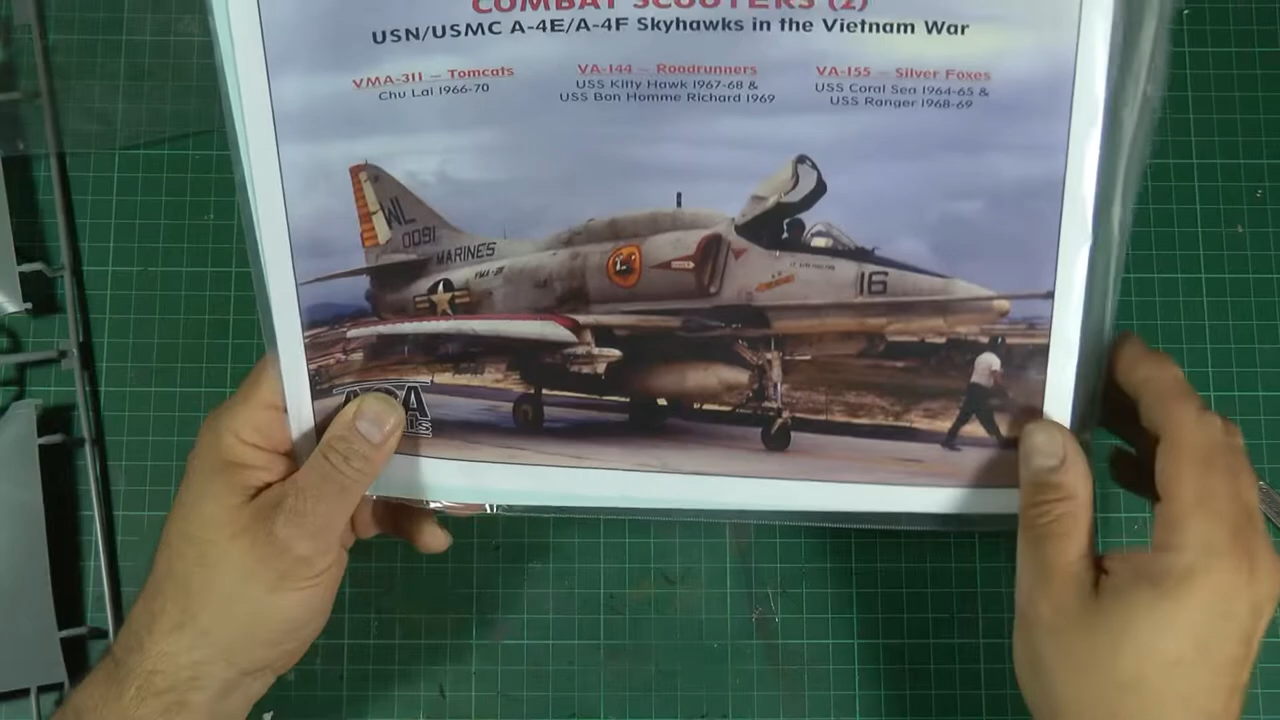 COMBAT SCOOTERS (2)
USN/USMC A-4E/A-4F Skyhawks in the Vietnam War
VMA-311 – Tomcats
Chu Lai 1966-70
VA-144 – Roadrunners
USS Kitty Hawk 1967-68 &
USS Bon Homme Richard 1969
VA-155 – Silver Foxes
USS Coral Sea 1964-65 &
USS Ranger 1968-69
WL
0091
MARINES
16